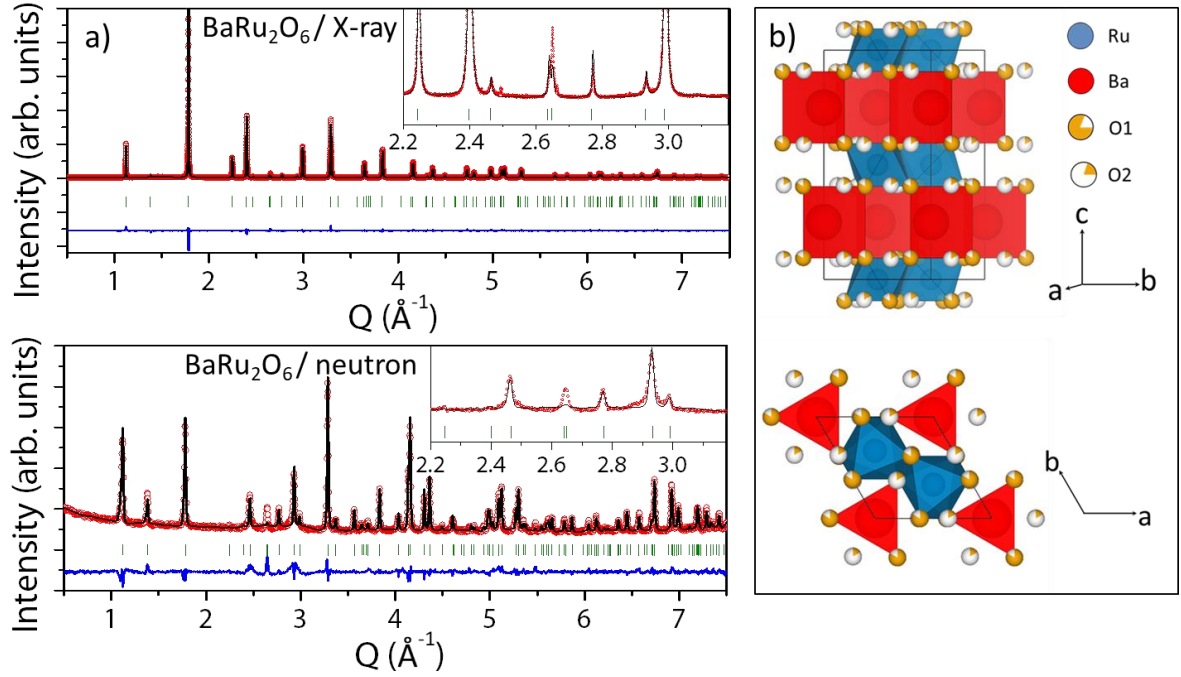 a)
BaRu₂O₆ / X-ray
Intensity (arb. units)
2.2 2.4 2.6 2.8 3.0
1 2 3 4 5 6 7
Q (Å⁻¹)
BaRu₂O₆ / neutron
Intensity (arb. units)
2.2 2.4 2.6 2.8 3.0
1 2 3 4 5 6 7
Q (Å⁻¹)
b)
Ru
Ba
O1
O2
c
a
b
b
a